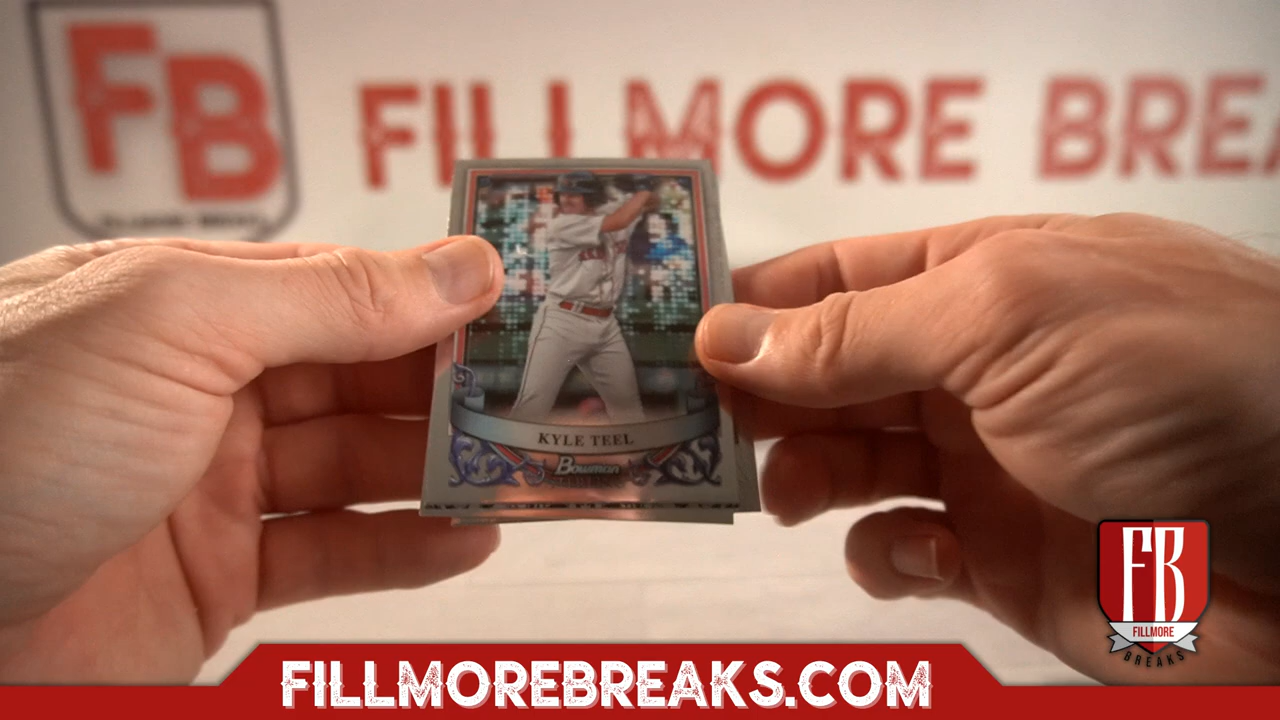 FB
FILLMORE BREA
KYLE TEEL
Bowman
FB
FILLMORE
BREAKS
FILLMOREBREAKS.COM